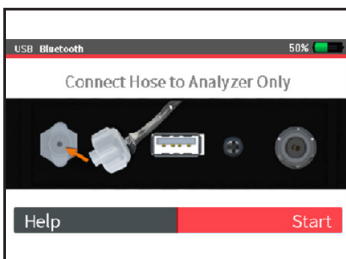 USB Bluetooth 50%
Connect Hose to Analyzer Only
Help Start